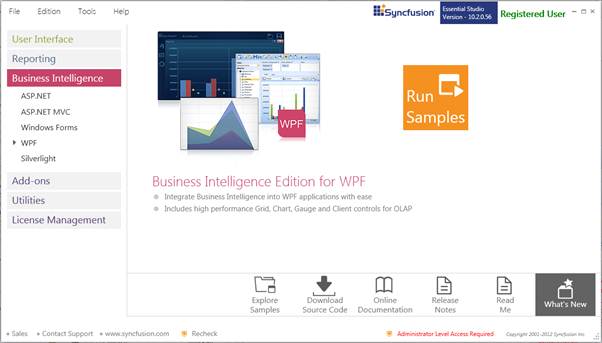 File Edition Tools Help
Syncfusion
Essential Studio
Version - 10.2.0.56
Registered User
User Interface
Reporting
Business Intelligence
ASP.NET
ASP.NET MVC
Windows Forms
WPF
Silverlight
Add-ons
Utilities
License Management
WPF
Run
Samples
Business Intelligence Edition for WPF
Integrate Business Intelligence into WPF applications with ease
Includes high performance Grid, Chart, Gauge and Client controls for OLAP
Explore
Samples
Download
Source Code
Online
Documentation
Release
Notes
Read
Me
What's New
Sales Contact Support www.syncfusion.com Recheck
Administrator Level Access Required
Copyright 2001-2012 Syncfusion Inc